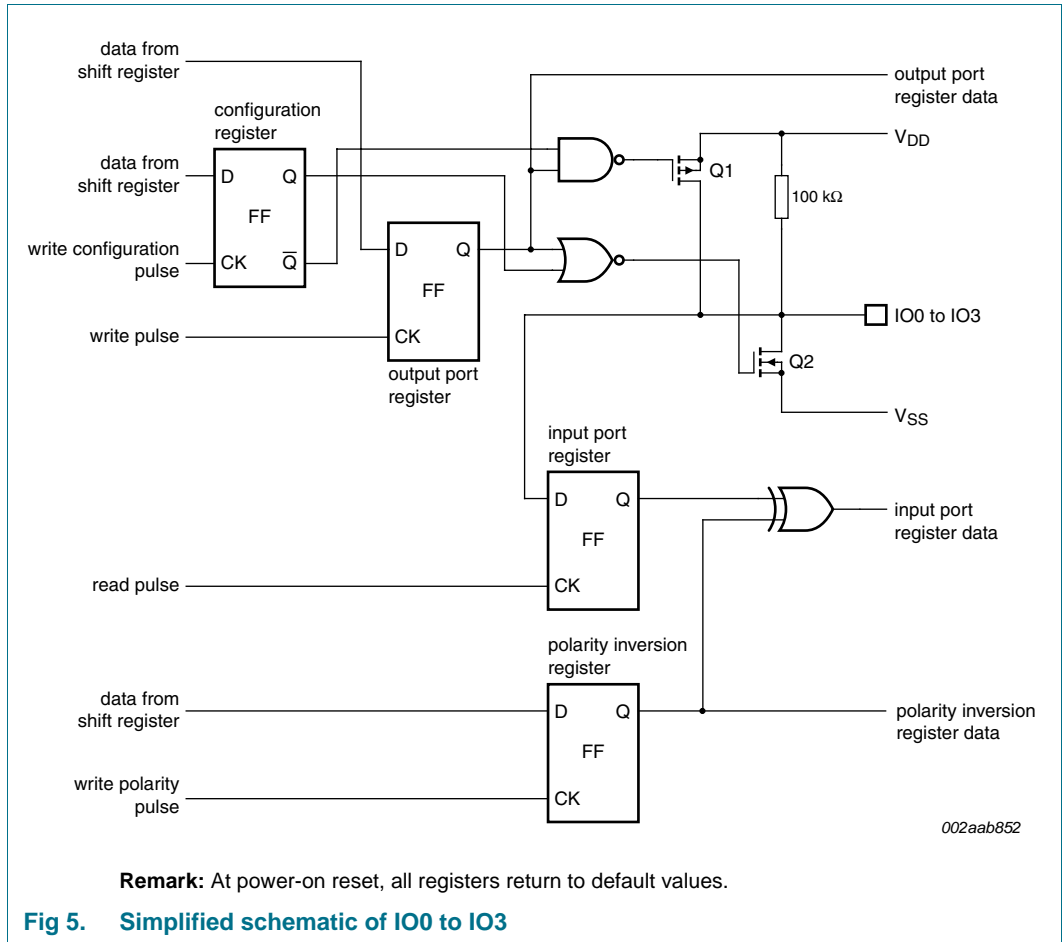 data from
shift register
output port
register data
configuration
register
V_DD
data from
shift register
D
Q
Q1
100 kΩ
FF
D
Q
write configuration
pulse
CK
Q̅
FF
IO0 to IO3
write pulse
CK
Q2
output port
register
V_SS
input port
register
D
Q
input port
register data
FF
read pulse
CK
polarity inversion
register
data from
shift register
D
Q
polarity inversion
register data
FF
write polarity
pulse
CK
002aab852
Remark: At power-on reset, all registers return to default values.
Fig 5. Simplified schematic of IO0 to IO3